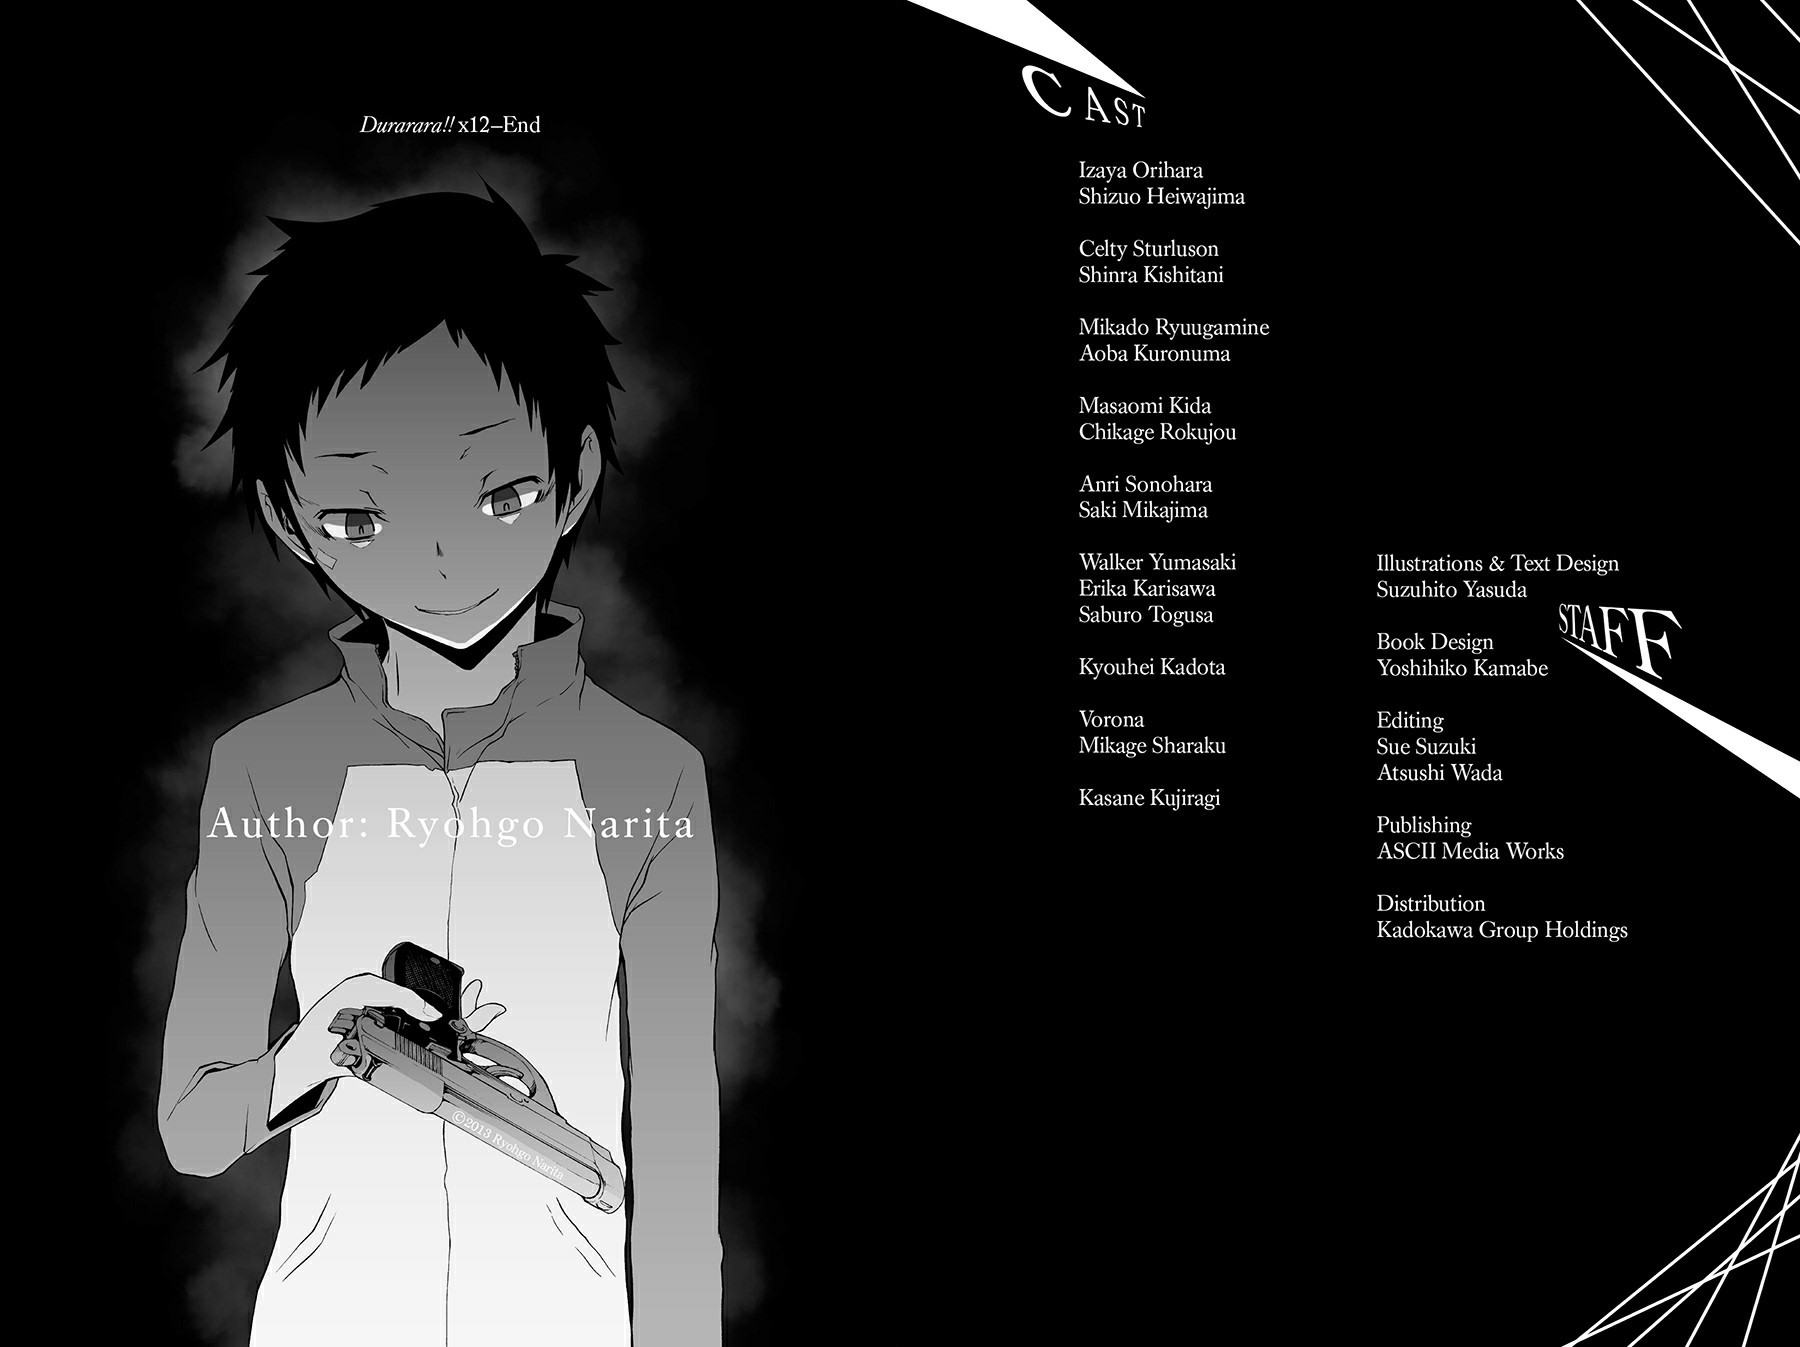 Durarara!! x12–End
Author: Ryohgo Narita
©2013 Ryohgo Narita
CAST
Izaya Orihara
Shizuo Heiwajima
Celty Sturluson
Shinra Kishitani
Mikado Ryuugamine
Aoba Kuronuma
Masaomi Kida
Chikage Rokujou
Anri Sonohara
Saki Mikajima
Walker Yumasaki
Erika Karisawa
Saburo Togusa
Kyouhei Kadota
Vorona
Mikage Sharaku
Kasane Kujiragi
STAFF
Illustrations & Text Design
Suzuhito Yasuda
Book Design
Yoshihiko Kamabe
Editing
Sue Suzuki
Atsushi Wada
Publishing
ASCII Media Works
Distribution
Kadokawa Group Holdings